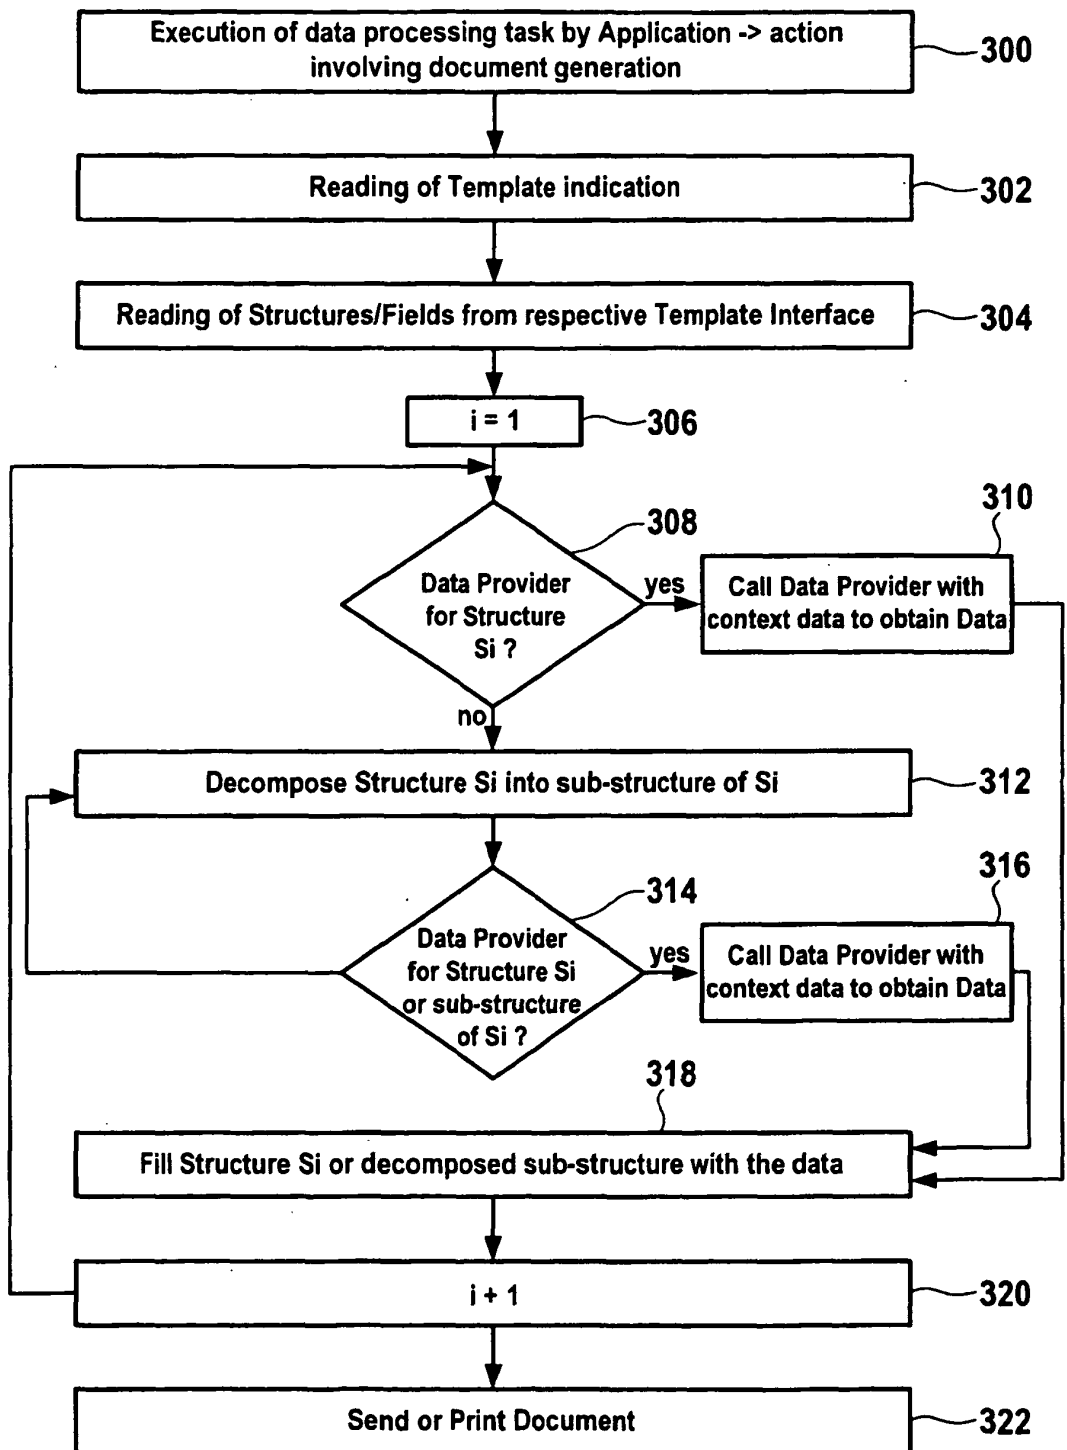 Execution of data processing task by Application -> action
involving document generation
300
Reading of Template indication
302
Reading of Structures/Fields from respective Template Interface
304
i = 1
306
308
Data Provider
for Structure
Si ?
yes
310
Call Data Provider with
context data to obtain Data
no
Decompose Structure Si into sub-structure of Si
312
314
Data Provider
for Structure Si
or sub-structure
of Si ?
yes
316
Call Data Provider with
context data to obtain Data
318
Fill Structure Si or decomposed sub-structure with the data
i + 1
320
Send or Print Document
322